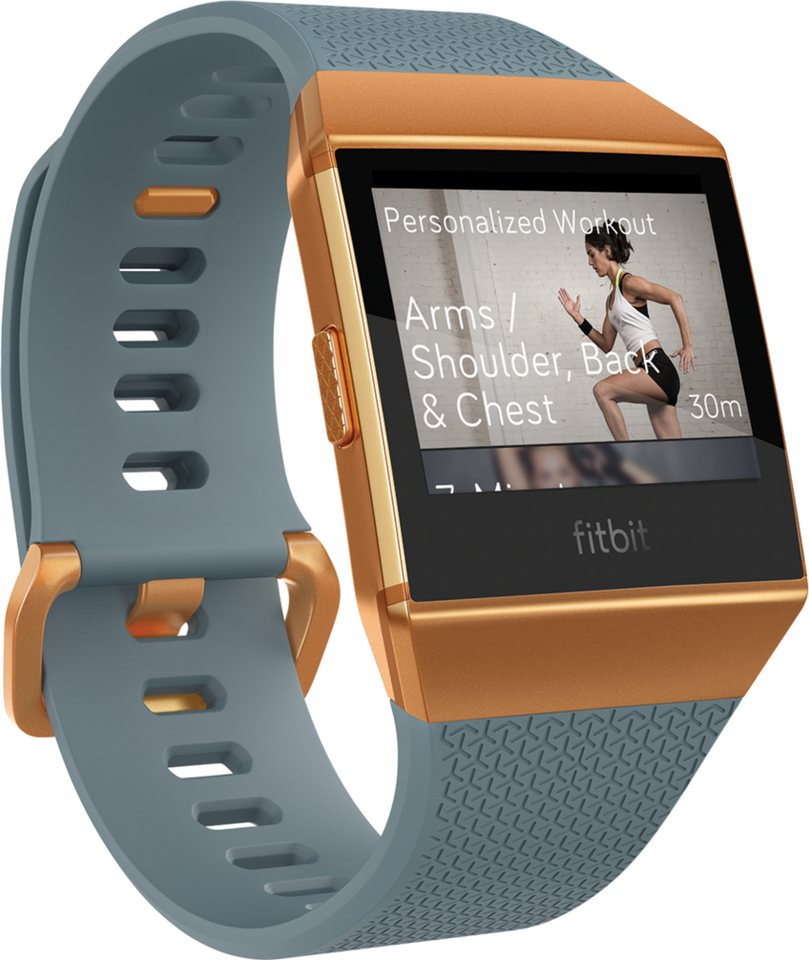 Personalized Workout
Arms /
Shoulder, Back
& Chest
30m
fitbit